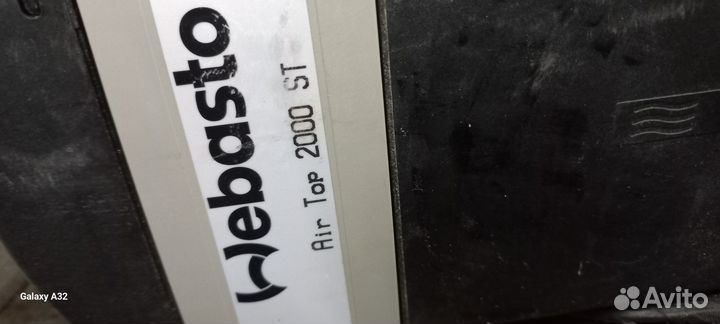 Webasto
Air Top 2000 ST
Galaxy A32
Avito